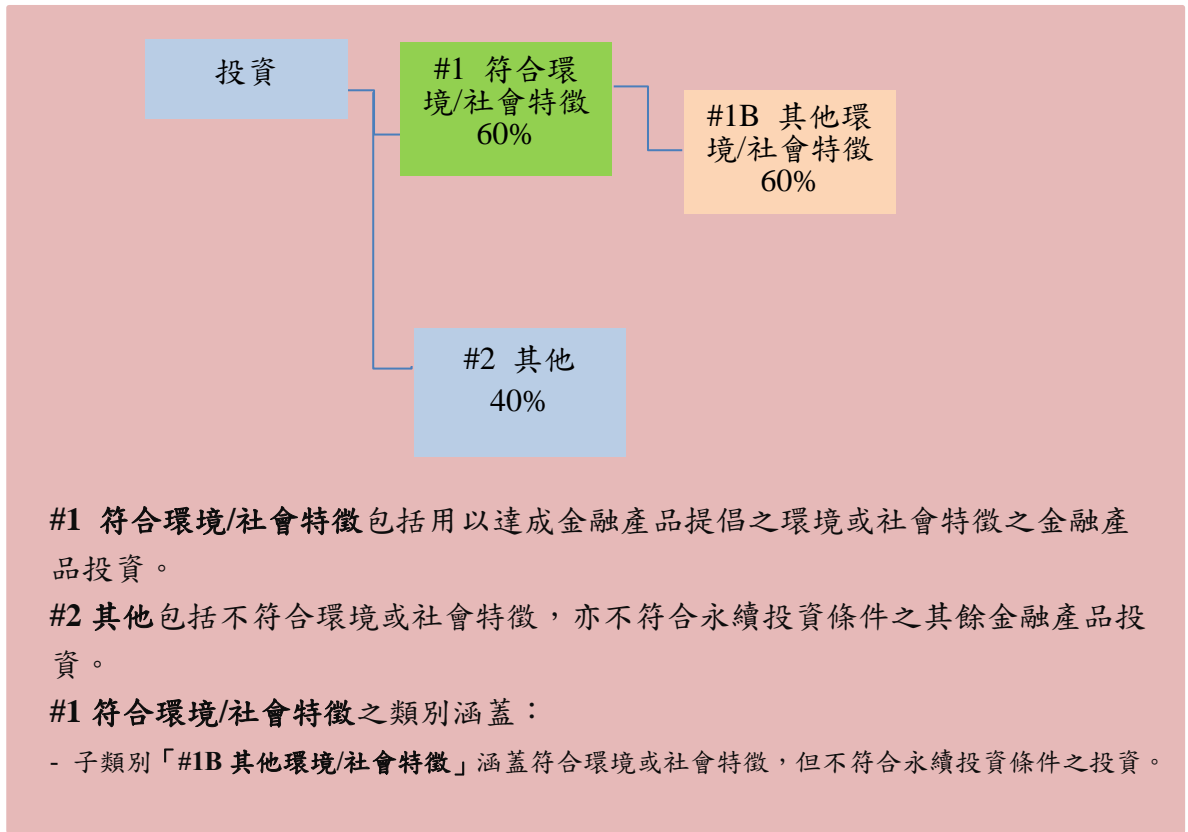 投資
#1 符合環
境/社會特徵
60%
#1B 其他環
境/社會特徵
60%
#2 其他
40%
#1 符合環境/社會特徵包括用以達成金融產品提倡之環境或社會特徵之金融產
品投資。
#2 其他包括不符合環境或社會特徵，亦不符合永續投資條件之其餘金融產品投
資。
#1 符合環境/社會特徵之類別涵蓋：
- 子類別「#1B 其他環境/社會特徵」涵蓋符合環境或社會特徵，但不符合永續投資條件之投資。